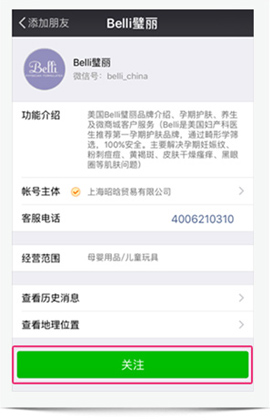 添加朋友
Belli璧丽
Belli
Belli璧丽
微信号：belli_china
功能介绍
美国Belli璧丽品牌介绍、孕期护肤、养生
及微商城客户服务（Belli是美国妇产科医
生推荐第一孕期护肤品牌，通过畸形学筛
选，100%安全。主要解决孕期妊娠纹、
粉刺痘痘、黄褐斑、皮肤干燥瘙痒、黑眼
圈等肌肤问题）
帐号主体
上海昭晗贸易有限公司
客服电话
4006210310
经营范围
母婴用品/儿童玩具
查看历史消息
查看地理位置
关注